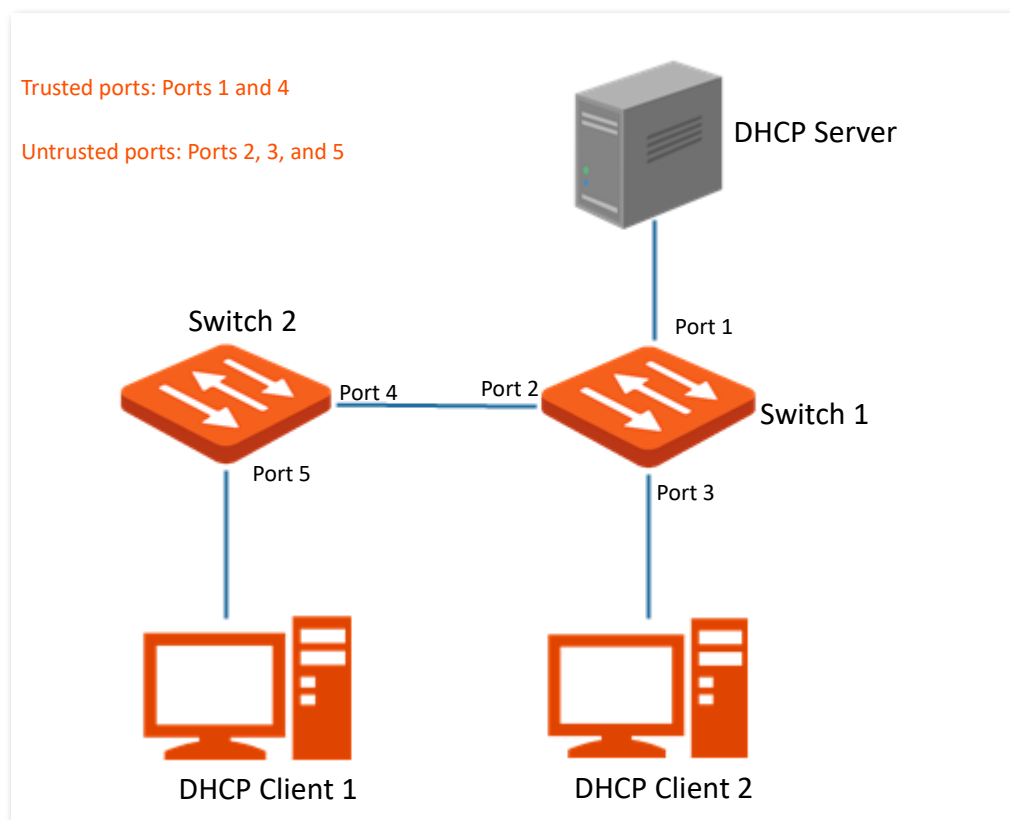 Trusted ports: Ports 1 and 4
DHCP Server
Untrusted ports: Ports 2, 3, and 5
Switch 2
Port 1
Port 4
Port 2
Switch 1
Port 5
Port 3
DHCP Client 1
DHCP Client 2